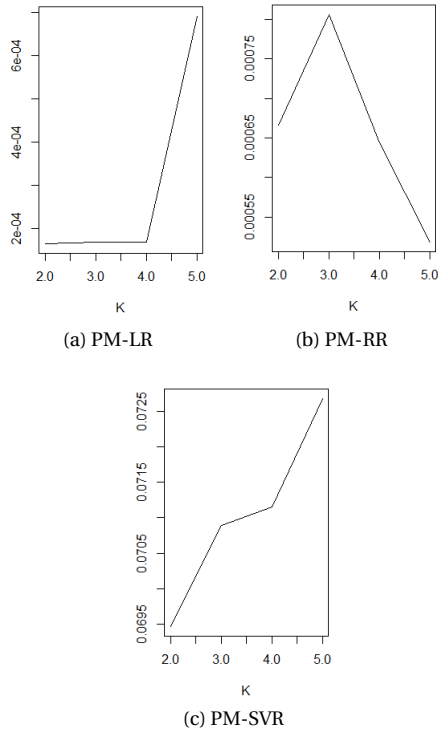 6e-04
4e-04
2e-04
2.0 3.0 4.0 5.0
K
(a) PM-LR
0.00075
0.00065
0.00055
2.0 3.0 4.0 5.0
K
(b) PM-RR
0.0725
0.0715
0.0705
0.0695
2.0 3.0 4.0 5.0
K
(c) PM-SVR